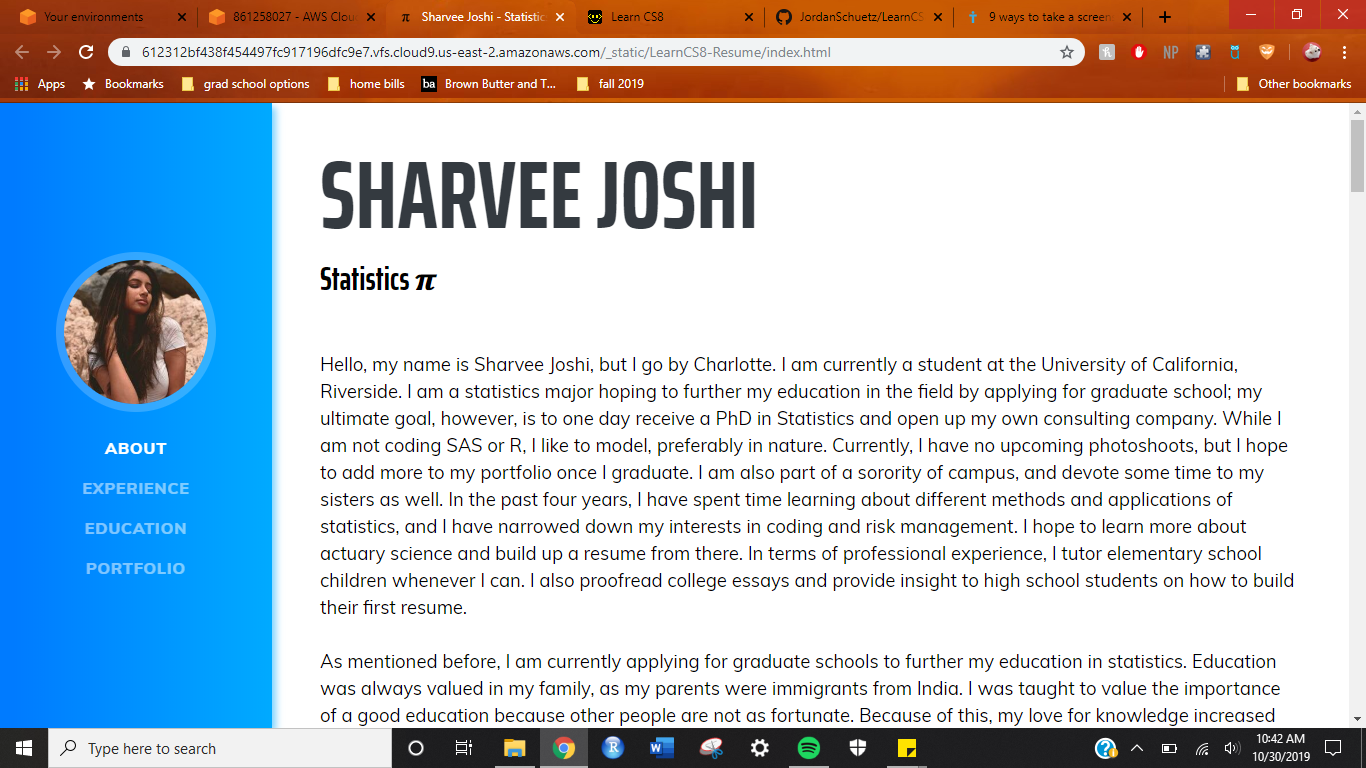 Your environments
861258027 - AWS Clou
π Sharvee Joshi - Statistic
Learn CS8
JordanSchuetz/LearnCS
9 ways to take a screen
612312bf438f454497fc917196dfc9e7.vfs.cloud9.us-east-2.amazonaws.com/_static/LearnCS8-Resume/index.html
NP
Apps
Bookmarks
grad school options
home bills
ba Brown Butter and T...
fall 2019
Other bookmarks
SHARVEE JOSHI
Statistics π
ABOUT
EXPERIENCE
EDUCATION
PORTFOLIO
Hello, my name is Sharvee Joshi, but I go by Charlotte. I am currently a student at the University of California,
Riverside. I am a statistics major hoping to further my education in the field by applying for graduate school; my
ultimate goal, however, is to one day receive a PhD in Statistics and open up my own consulting company. While I
am not coding SAS or R, I like to model, preferably in nature. Currently, I have no upcoming photoshoots, but I hope
to add more to my portfolio once I graduate. I am also part of a sorority of campus, and devote some time to my
sisters as well. In the past four years, I have spent time learning about different methods and applications of
statistics, and I have narrowed down my interests in coding and risk management. I hope to learn more about
actuary science and build up a resume from there. In terms of professional experience, I tutor elementary school
children whenever I can. I also proofread college essays and provide insight to high school students on how to build
their first resume.
As mentioned before, I am currently applying for graduate schools to further my education in statistics. Education
was always valued in my family, as my parents were immigrants from India. I was taught to value the importance
of a good education because other people are not as fortunate. Because of this, my love for knowledge increased
Type here to search
R
W
10:42 AM
10/30/2019